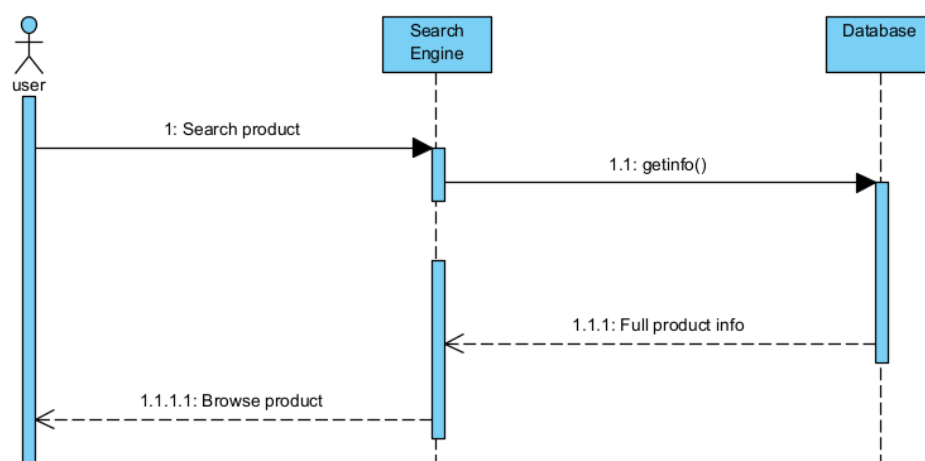 Search
Engine
Database
user
1: Search product
1.1: getinfo()
1.1.1: Full product info
1.1.1.1: Browse product